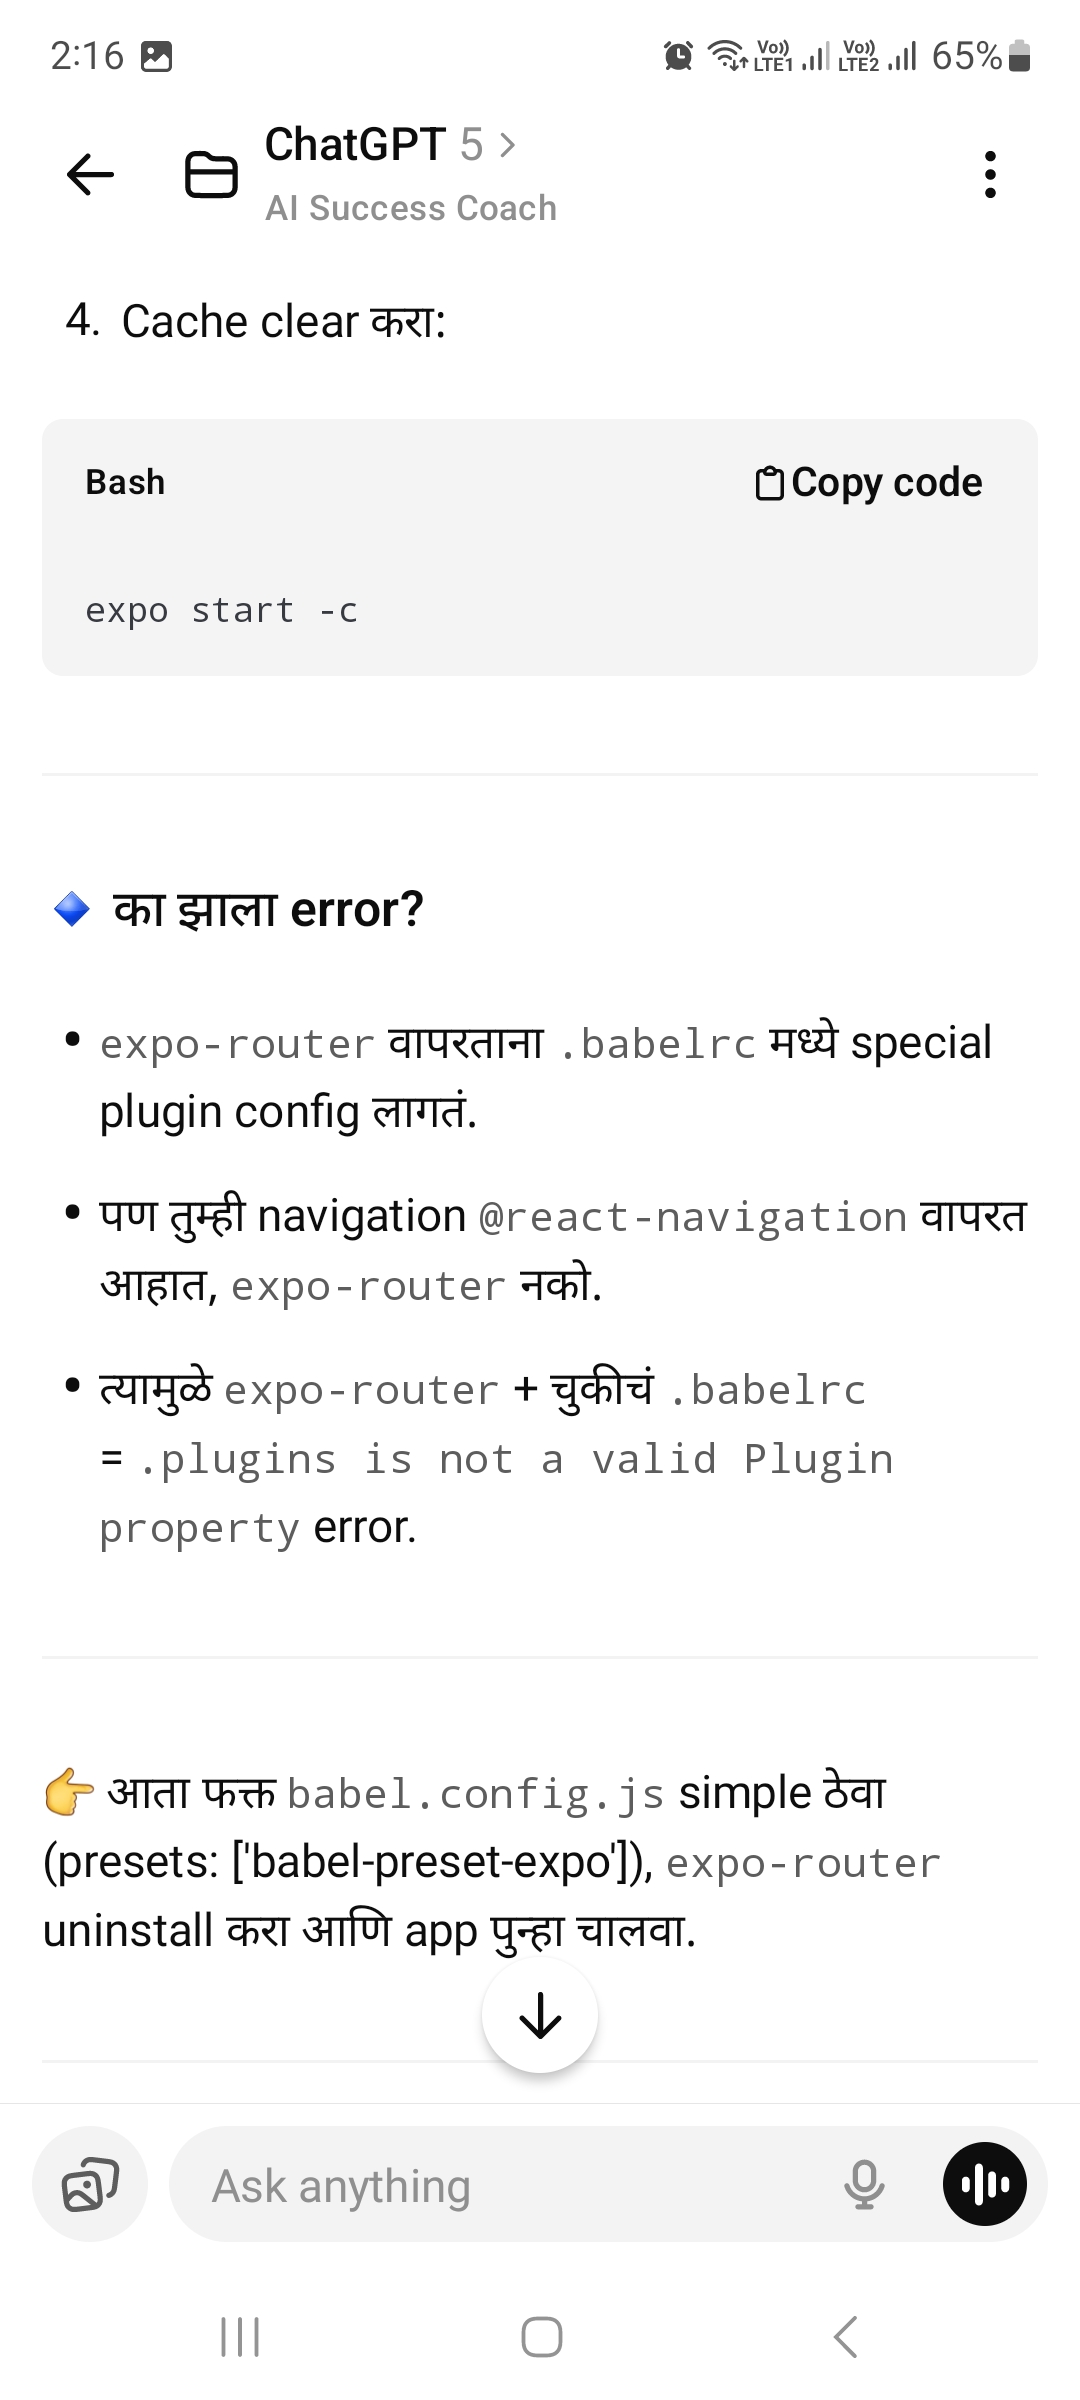 2:16
Vo)) LTE1 Vo)) LTE2 65%
ChatGPT 5 >
AI Success Coach
4. Cache clear करा:
Bash Copy code
expo start -c
का झाला error?
• expo-router वापरताना .babelrc मध्ये special
plugin config लागतं.
• पण तुम्ही navigation @react-navigation वापरत
आहात, expo-router नको.
• त्यामुळे expo-router + चुकीचं .babelrc
= .plugins is not a valid Plugin
property error.
👉 आता फक्त babel.config.js simple ठेवा
(presets: ['babel-preset-expo']), expo-router
uninstall करा आणि app पुन्हा चालवा.
Ask anything